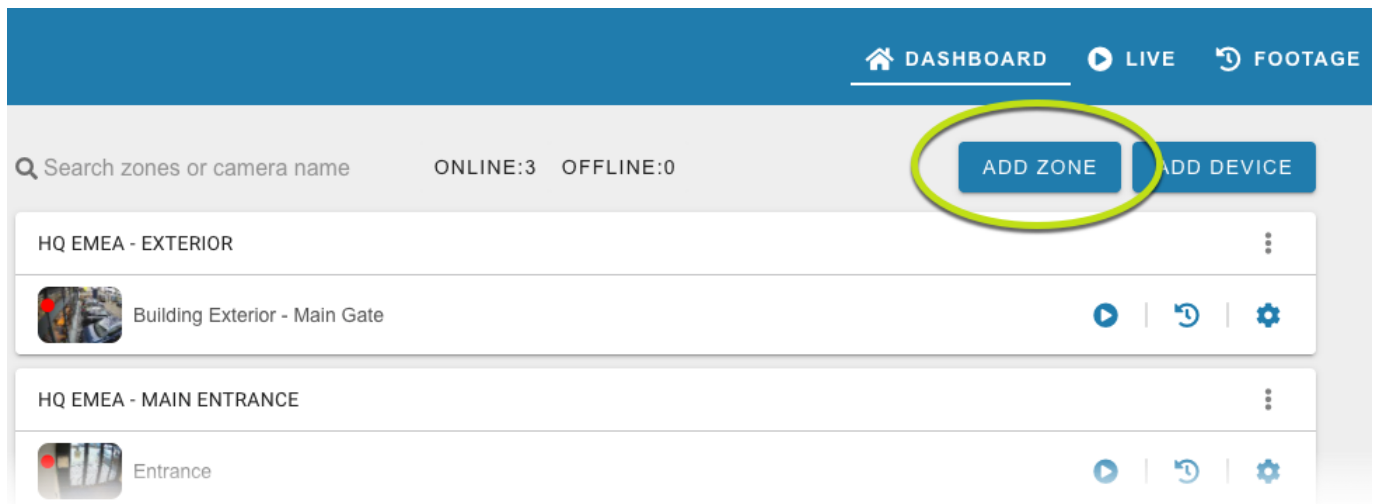 DASHBOARD LIVE FOOTAGE
Search zones or camera name ONLINE:3 OFFLINE:0 ADD ZONE ADD DEVICE
HQ EMEA - EXTERIOR
Building Exterior - Main Gate
HQ EMEA - MAIN ENTRANCE
Entrance